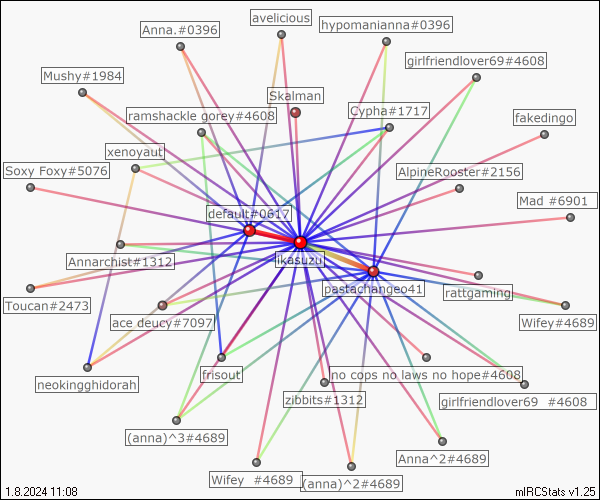 avelicious
hypomanianna#0396
Anna.#0396
girlfriendlover69#4608
Mushy#1984
Skalman
ramshackle gorey#4608
Cypha#1717
fakedingo
xenoyaut
Soxy Foxy#5076
AlpineRooster#2156
Mad #6901
default#0617
Annarchist#1312
ikasuzu
pastachangeo41
rattgaming
Toucan#2473
ace deucy#7097
Wifey#4689
neokingghidorah
frisout
no cops no laws no hope#4608
zibbits#1312
girlfriendlover69 #4608
(anna)^3#4689
Anna^2#4689
Wifey #4689
(anna)^2#4689
1.8.2024 11:08
mIRCStats v1.25